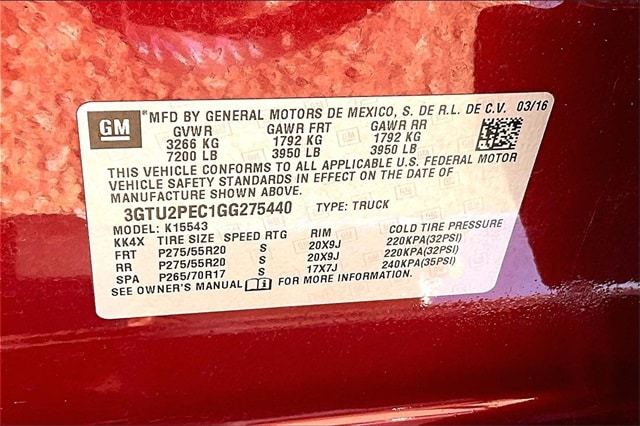 GM ® MFD BY GENERAL MOTORS DE MEXICO, S. DE R.L. DE C.V. 03/16
GVWR GAWR FRT GAWR RR
3266 KG 1792 KG 1792 KG
7200 LB 3950 LB 3950 LB
THIS VEHICLE CONFORMS TO ALL APPLICABLE U.S. FEDERAL MOTOR
VEHICLE SAFETY STANDARDS IN EFFECT ON THE DATE OF
MANUFACTURE SHOWN ABOVE.
3GTU2PEC1GG275440 TYPE: TRUCK
MODEL: K15543
KK4X TIRE SIZE SPEED RTG RIM COLD TIRE PRESSURE
FRT P275/55R20 S 20X9J 220KPA(32PSI)
RR P275/55R20 S 20X9J 220KPA(32PSI)
SPA P265/70R17 S 17X7J 240KPA(35PSI)
SEE OWNER'S MANUAL FOR MORE INFORMATION.